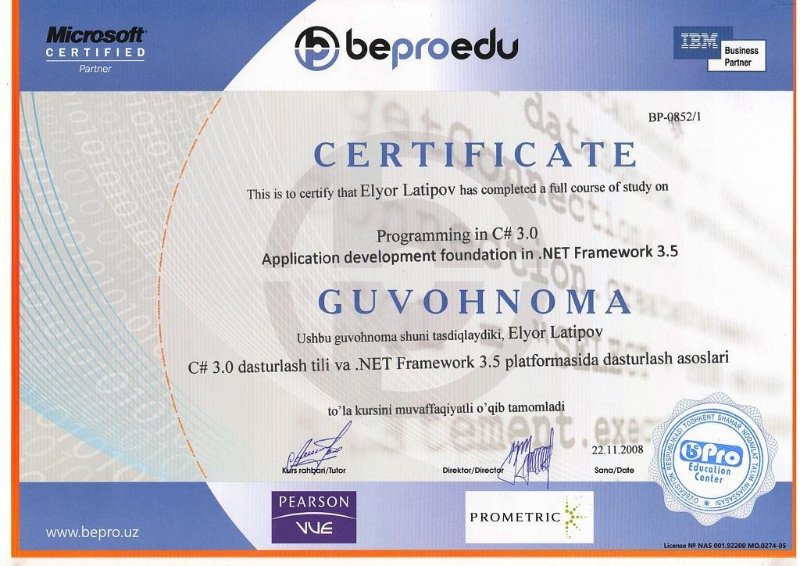 Microsoft
CERTIFIED
Partner
beproedu
IBM
Business
Partner
BP-0852/1
CERTIFICATE
This is to certify that Elyor Latipov has completed a full course of study on
Programming in C# 3.0
Application development foundation in .NET Framework 3.5
GUVOHNOMA
Ushbu guvohnoma shuni tasdiqlaydiki, Elyor Latipov
C# 3.0 dasturlash tili va .NET Framework 3.5 platformasida dasturlash asoslari
to'la kursini muvaffaqiyatli o'qib tamomladi
22.11.2008
Kurs rahbari/Tutor
Direktor/Director
Sana/Date
bPro
Education
Center
PEARSON
VUE
PROMETRIC
www.bepro.uz
License № NAS 001.92200 MO.0274-05